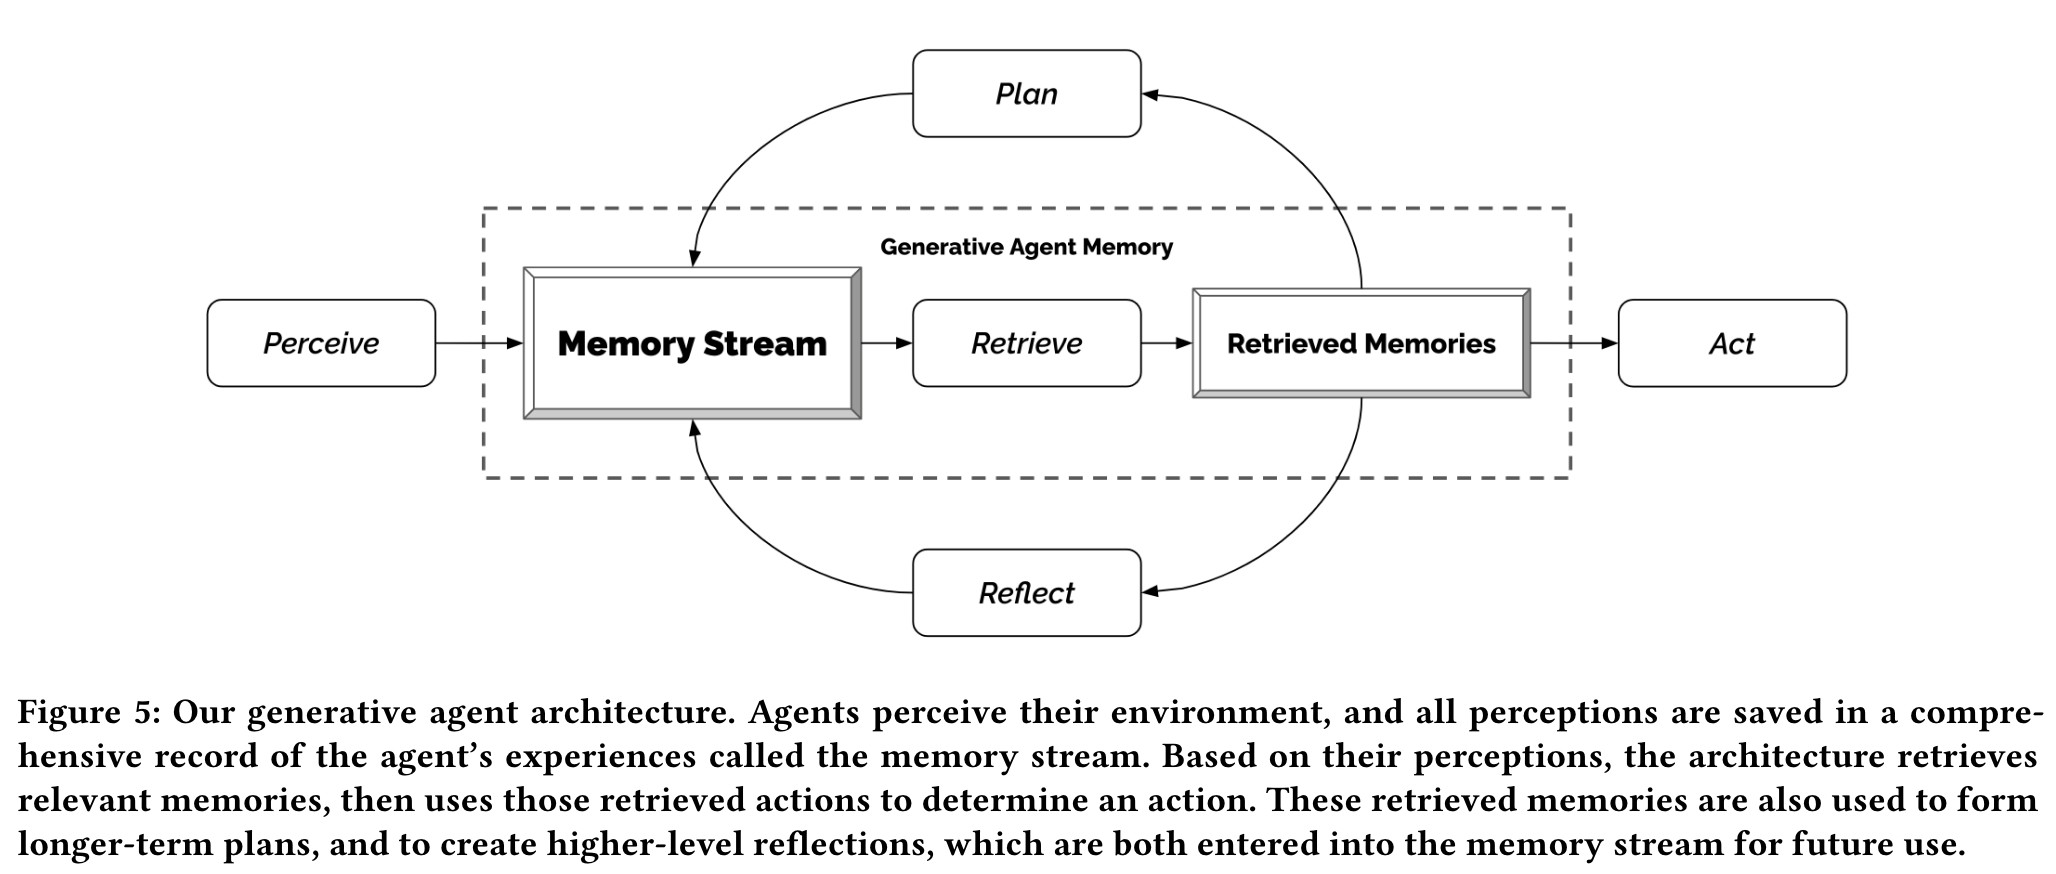 Plan
Generative Agent Memory
Perceive
Memory Stream
Retrieve
Retrieved Memories
Act
Reflect
Figure 5: Our generative agent architecture. Agents perceive their environment, and all perceptions are saved in a compre-
hensive record of the agent's experiences called the memory stream. Based on their perceptions, the architecture retrieves
relevant memories, then uses those retrieved actions to determine an action. These retrieved memories are also used to form
longer-term plans, and to create higher-level reflections, which are both entered into the memory stream for future use.